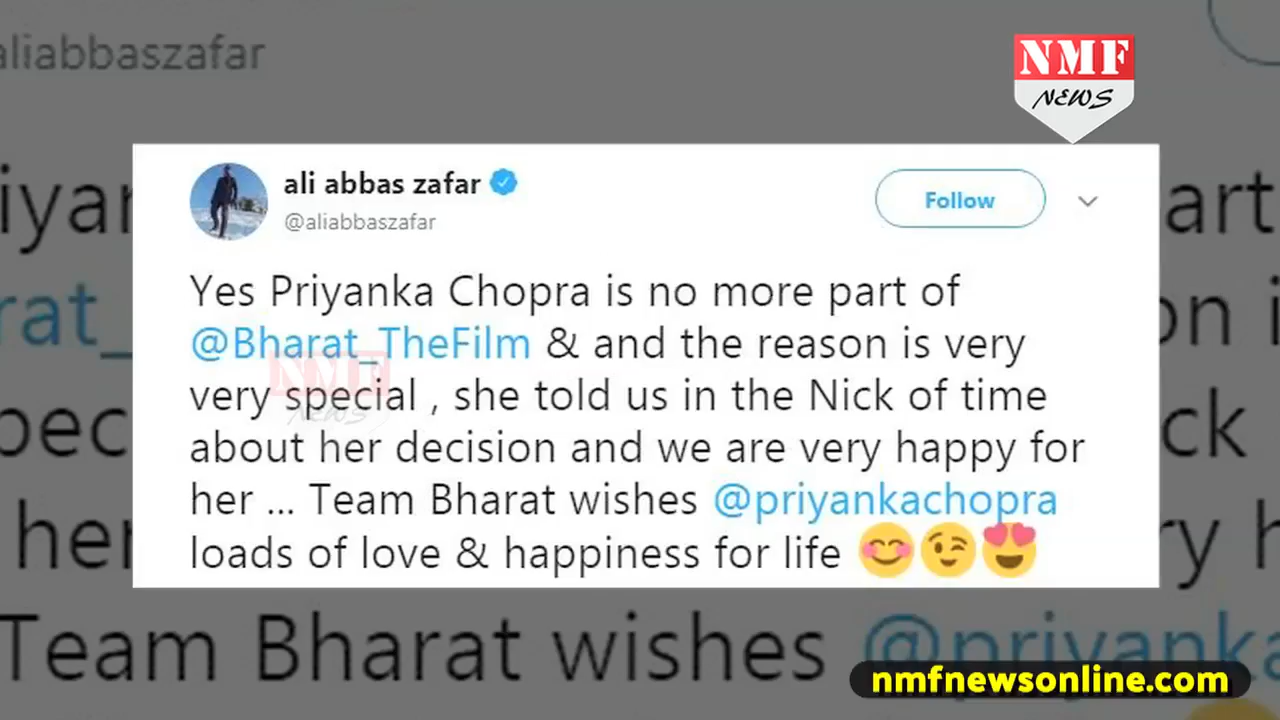 aliabbaszafar
NMF
NEWS
ali abbas zafar
@aliabbaszafar
Follow
Yes Priyanka Chopra is no more part of
@Bharat_TheFilm & and the reason is very
very special , she told us in the Nick of time
about her decision and we are very happy for
her ... Team Bharat wishes @priyankachopra
loads of love & happiness for life 😊😉😍
NMF
NEWS
Team Bharat wishes @priyanka
nmfnewsonline.com